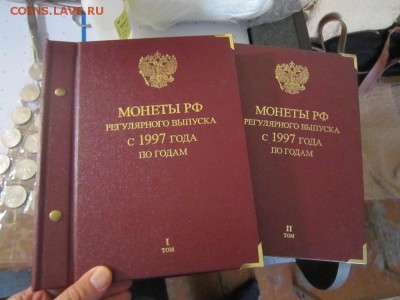 COINS.LAVE.RU
МОНЕТЫ РФ
РЕГУЛЯРНОГО ВЫПУСКА
С 1997 ГОДА
ПО ГОДАМ
I
ТОМ
МОНЕТЫ РФ
РЕГУЛЯРНОГО ВЫПУСКА
С 1997 ГОДА
ПО ГОДАМ
II
ТОМ